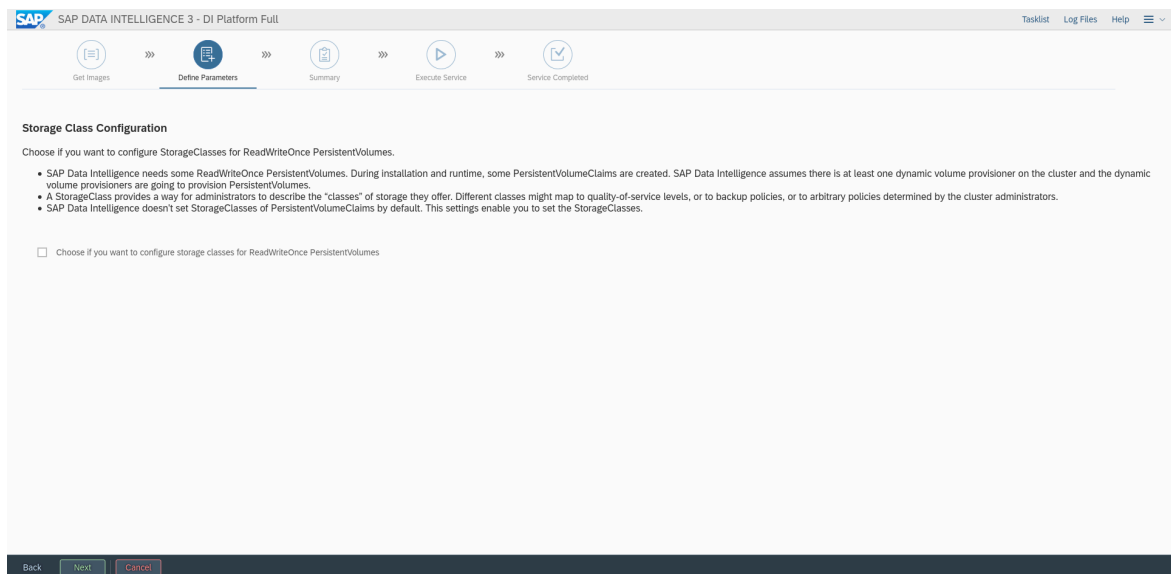 SAP SAP DATA INTELLIGENCE 3 - DI Platform Full Tasklist Log Files Help
Get Images Define Parameters Summary Execute Service Service Completed
Storage Class Configuration
Choose if you want to configure StorageClasses for ReadWriteOnce PersistentVolumes.
• SAP Data Intelligence needs some ReadWriteOnce PersistentVolumes. During installation and runtime, some PersistentVolumeClaims are created. SAP Data Intelligence assumes there is at least one dynamic volume provisioner on the cluster and the dynamic
volume provisioners are going to provision PersistentVolumes.
• A StorageClass provides a way for administrators to describe the "classes" of storage they offer. Different classes might map to quality-of-service levels, or to backup policies, or to arbitrary policies determined by the cluster administrators.
• SAP Data Intelligence doesn't set StorageClasses of PersistentVolumeClaims by default. This settings enable you to set the StorageClasses.
Choose if you want to configure storage classes for ReadWriteOnce PersistentVolumes
Back Next Cancel